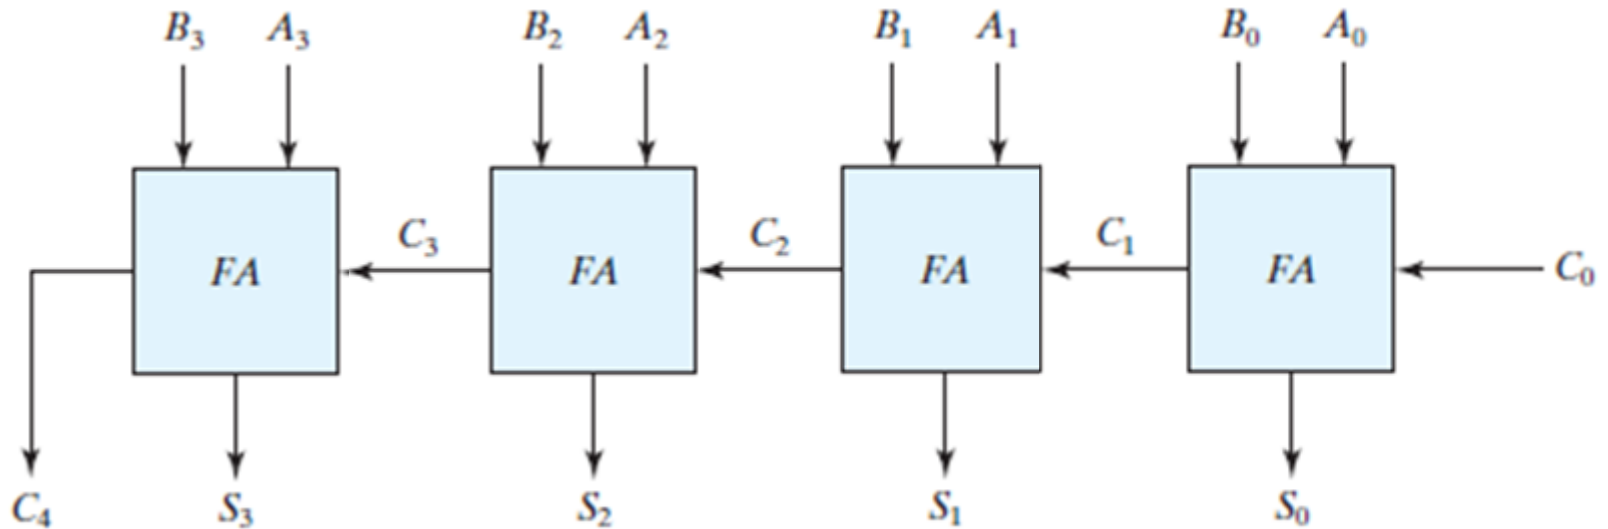 B₃ A₃ B₂ A₂ B₁ A₁ B₀ A₀
FA C₃ FA C₂ FA C₁ FA C₀
C₄ S₃ S₂ S₁ S₀